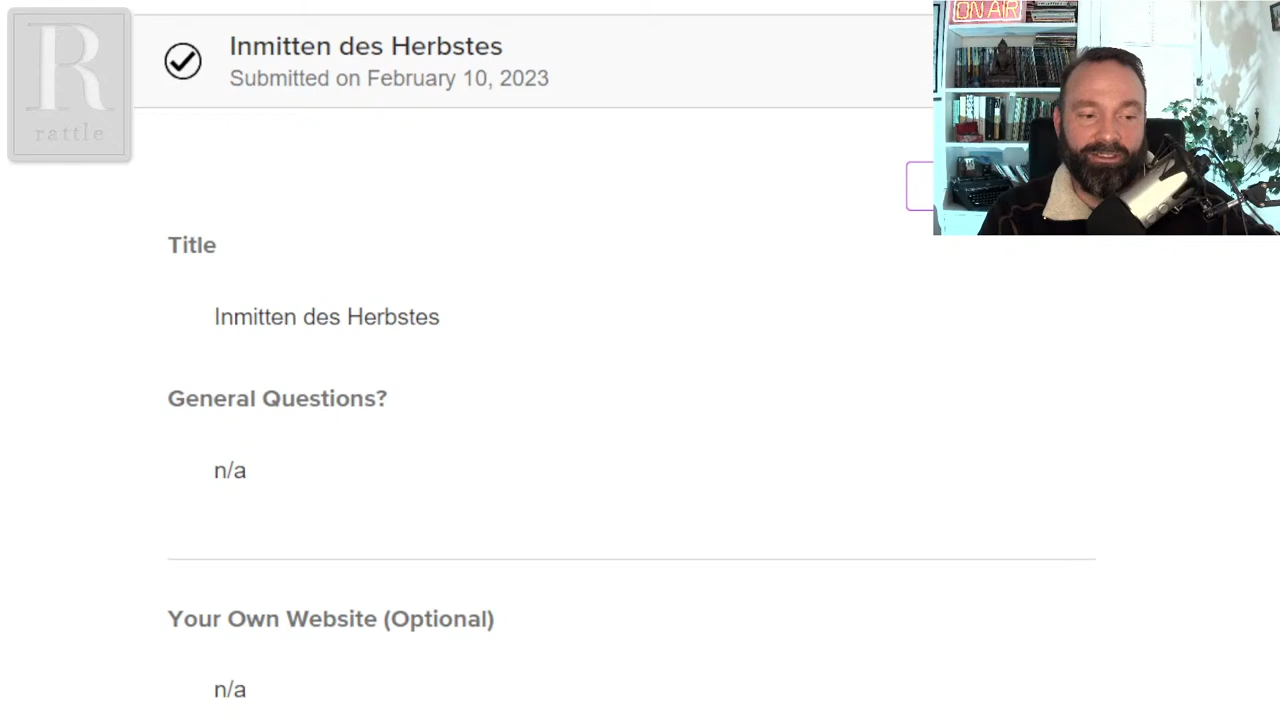 R
rattle
Inmitten des Herbstes
Submitted on February 10, 2023
ON AIR
Title
Inmitten des Herbstes
General Questions?
n/a
Your Own Website (Optional)
n/a